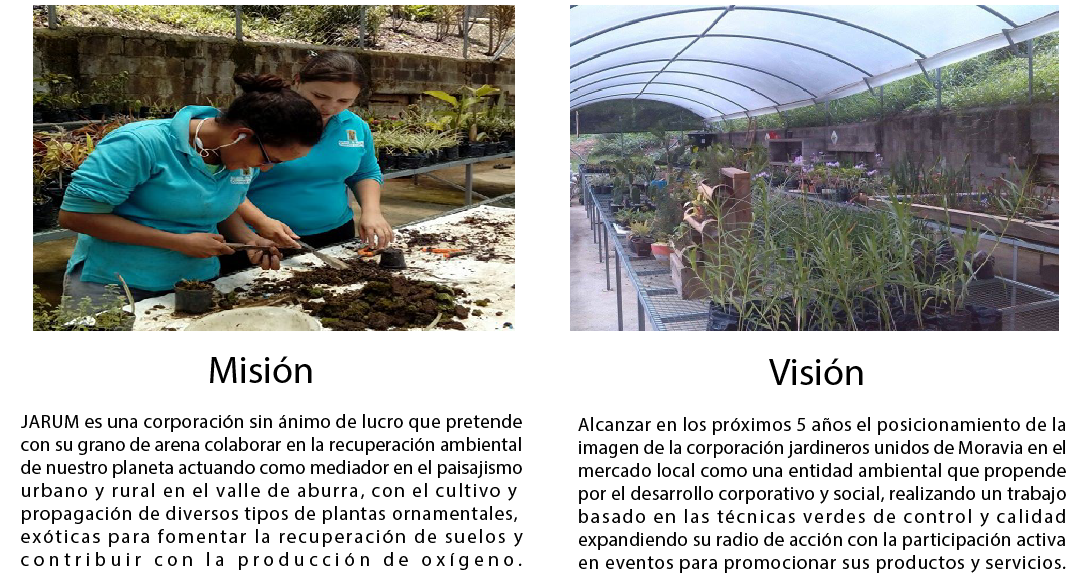 Misión
JARUM es una corporación sin ánimo de lucro que pretende
con su grano de arena colaborar en la recuperación ambiental
de nuestro planeta actuando como mediador en el paisajismo
urbano y rural en el valle de aburra, con el cultivo y
propagación de diversos tipos de plantas ornamentales,
exóticas para fomentar la recuperación de suelos y
contribuir con la producción de oxígeno.
Visión
Alcanzar en los próximos 5 años el posicionamiento de la
imagen de la corporación jardineros unidos de Moravia en el
mercado local como una entidad ambiental que propende
por el desarrollo corporativo y social, realizando un trabajo
basado en las técnicas verdes de control y calidad
expandiendo su radio de acción con la participación activa
en eventos para promocionar sus productos y servicios.